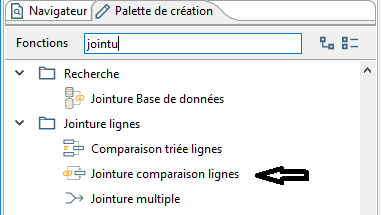 Navigateur Palette de création
Fonctions jointu
Recherche
Jointure Base de données
Jointure lignes
Comparaison triée lignes
Jointure comparaison lignes
Jointure multiple